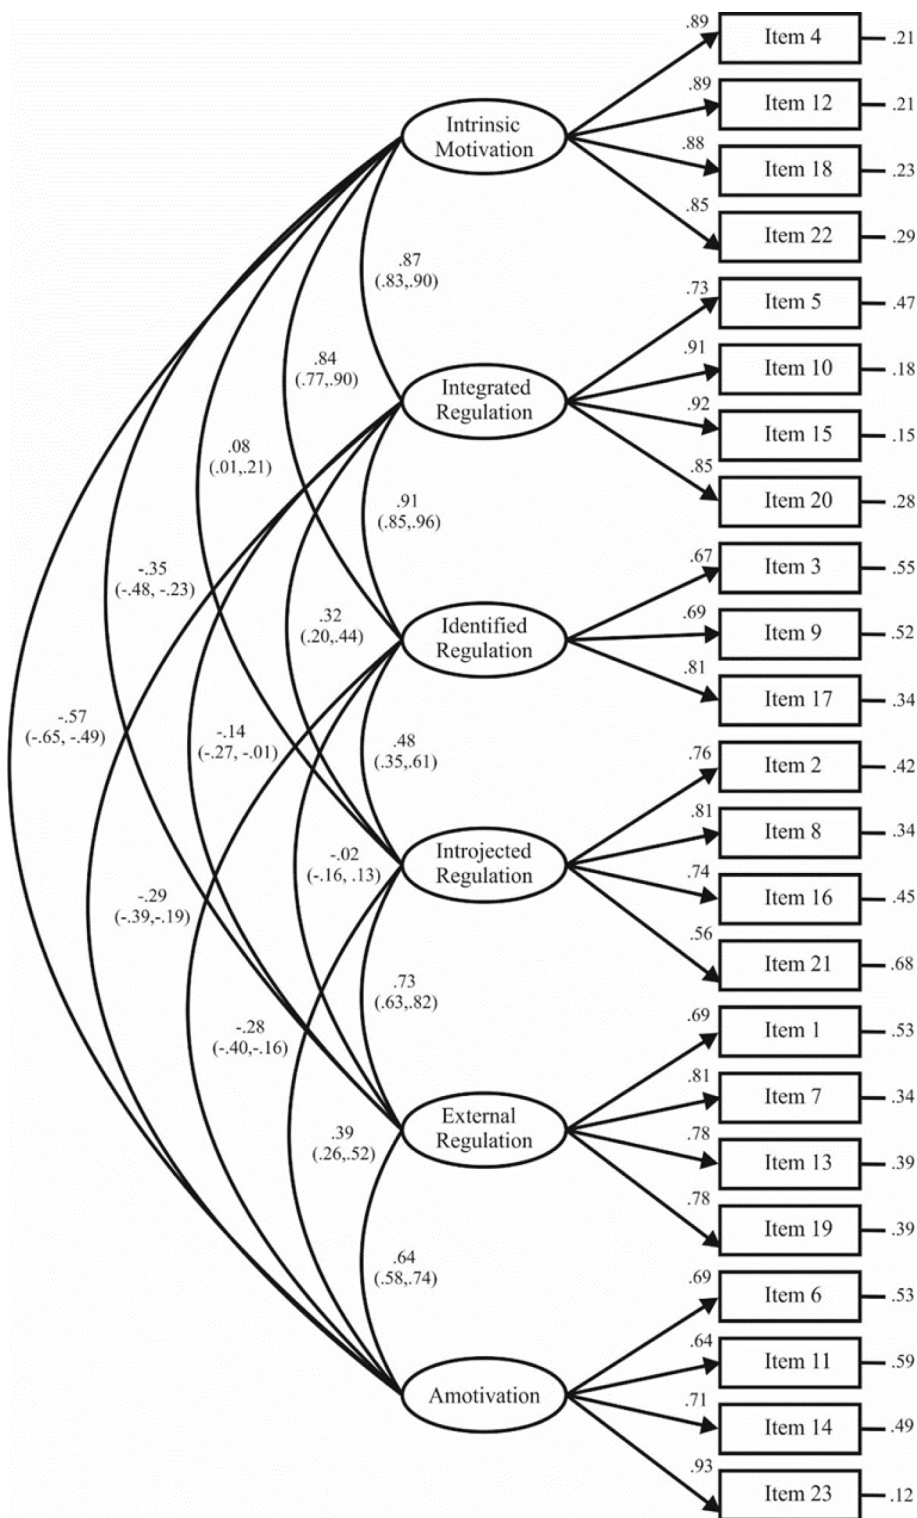 .89
Item 4
.21
.89
Item 12
.21
Intrinsic
Motivation
.88
Item 18
.23
.85
Item 22
.29
.87
(.83,.90)
.73
Item 5
.47
.91
Item 10
.18
.84
(.77,.90)
Integrated
Regulation
.92
Item 15
.15
.08
(.01,.21)
.85
Item 20
.28
.91
(.85,.96)
.67
Item 3
.55
-.35
(-.48, -.23)
.32
(.20,.44)
Identified
Regulation
.69
Item 9
.52
.81
Item 17
.34
-.57
(-.65, -.49)
-.14
(-.27, -.01)
.48
(.35,.61)
.76
Item 2
.42
.81
Item 8
.34
-.02
(-.16, .13)
Introjected
Regulation
.74
Item 16
.45
-.29
(-.39,-.19)
.56
Item 21
.68
.73
(.63,.82)
.69
Item 1
.53
-.28
(-.40,-.16)
.81
Item 7
.34
.39
(.26,.52)
External
Regulation
.78
Item 13
.39
.78
Item 19
.39
.64
(.58,.74)
.69
Item 6
.53
.64
Item 11
.59
Amotivation
.71
Item 14
.49
.93
Item 23
.12